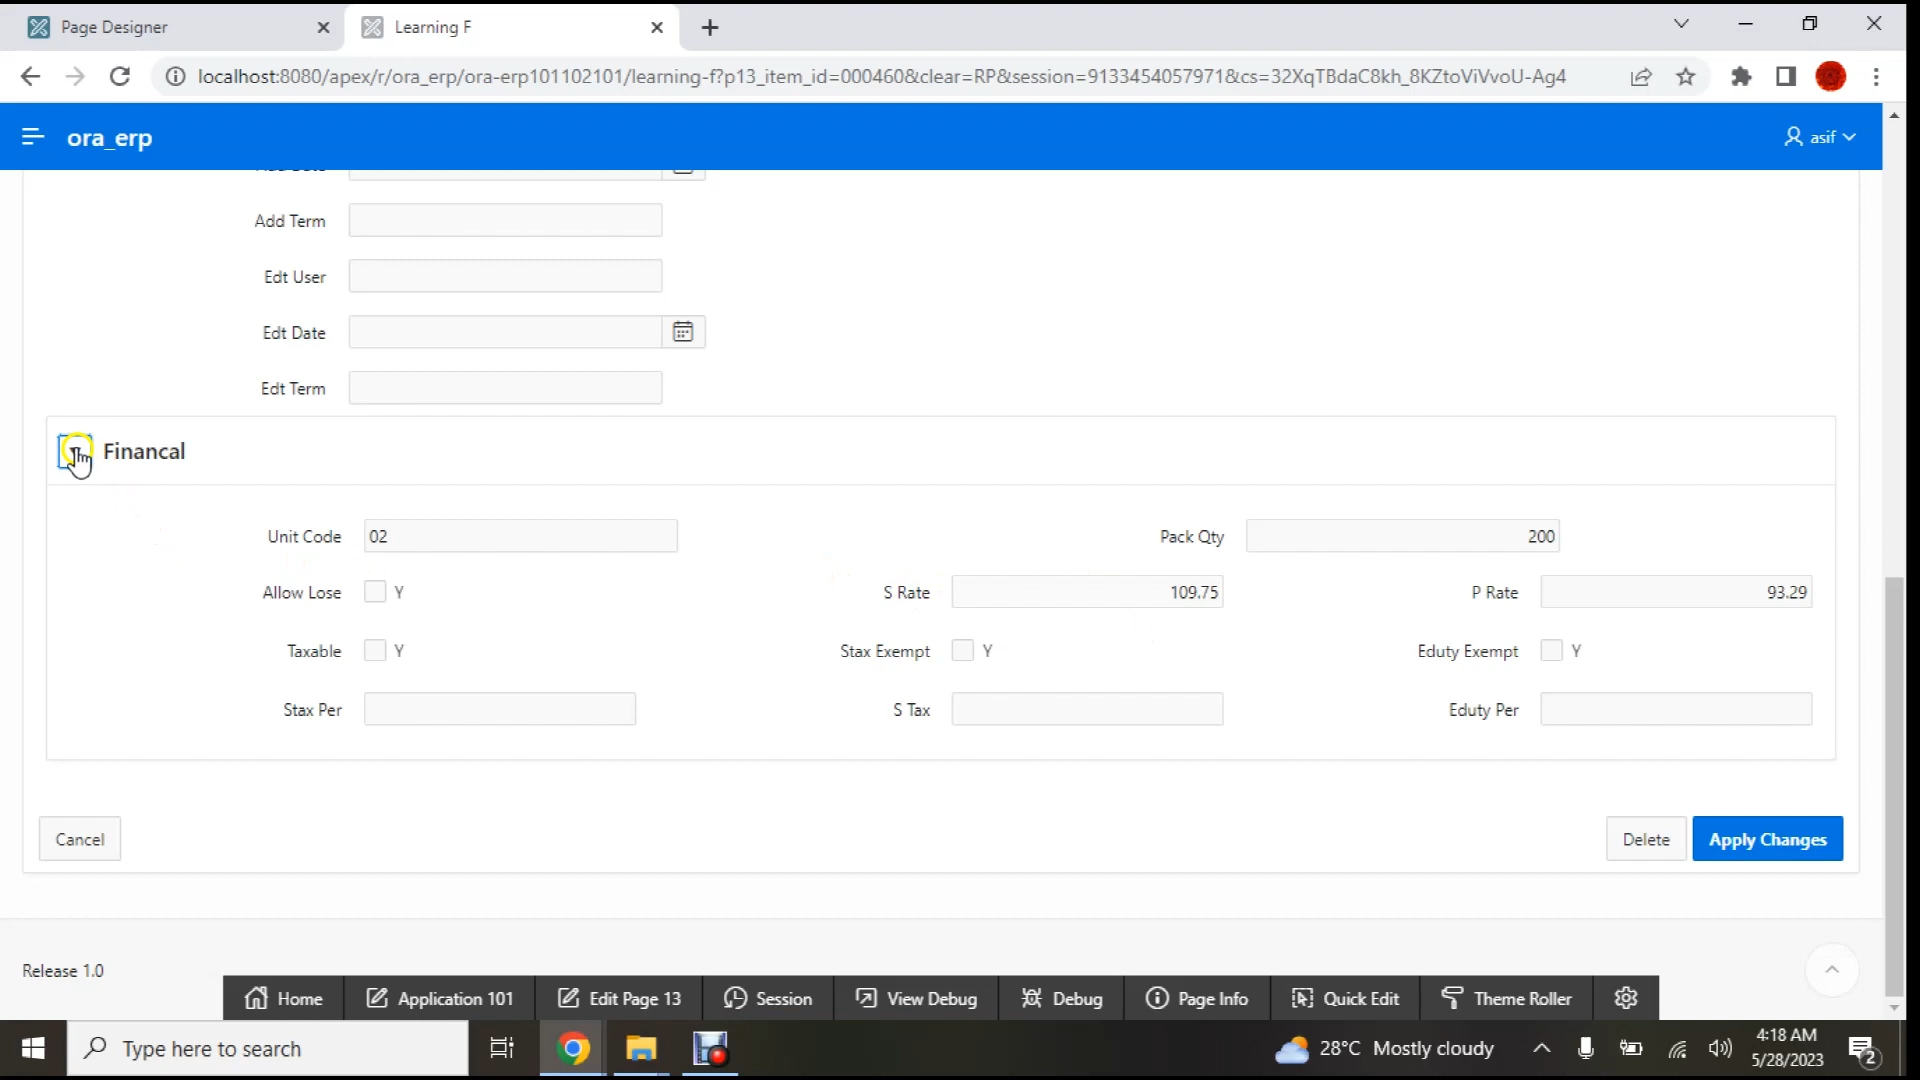 Page Designer
Learning F
localhost:8080/apex/r/ora_erp/ora-erp101102101/learning-f?p13_item_id=000460&clear=RP&session=9133454057971&cs=32XqTBdaC8kh_8KZtoViVvoU-Ag4
ora_erp
asif
Add Term
Edt User
Edt Date
Edt Term
Financal
Unit Code 02 Pack Qty 200
Allow Lose Y S Rate 109.75 P Rate 93.29
Taxable Y Stax Exempt Y Eduty Exempt Y
Stax Per S Tax Eduty Per
Cancel Delete Apply Changes
Release 1.0
Home Application 101 Edit Page 13 Session View Debug Debug Page Info Quick Edit Theme Roller
Type here to search 28°C Mostly cloudy 4:18 AM
5/28/2023 2